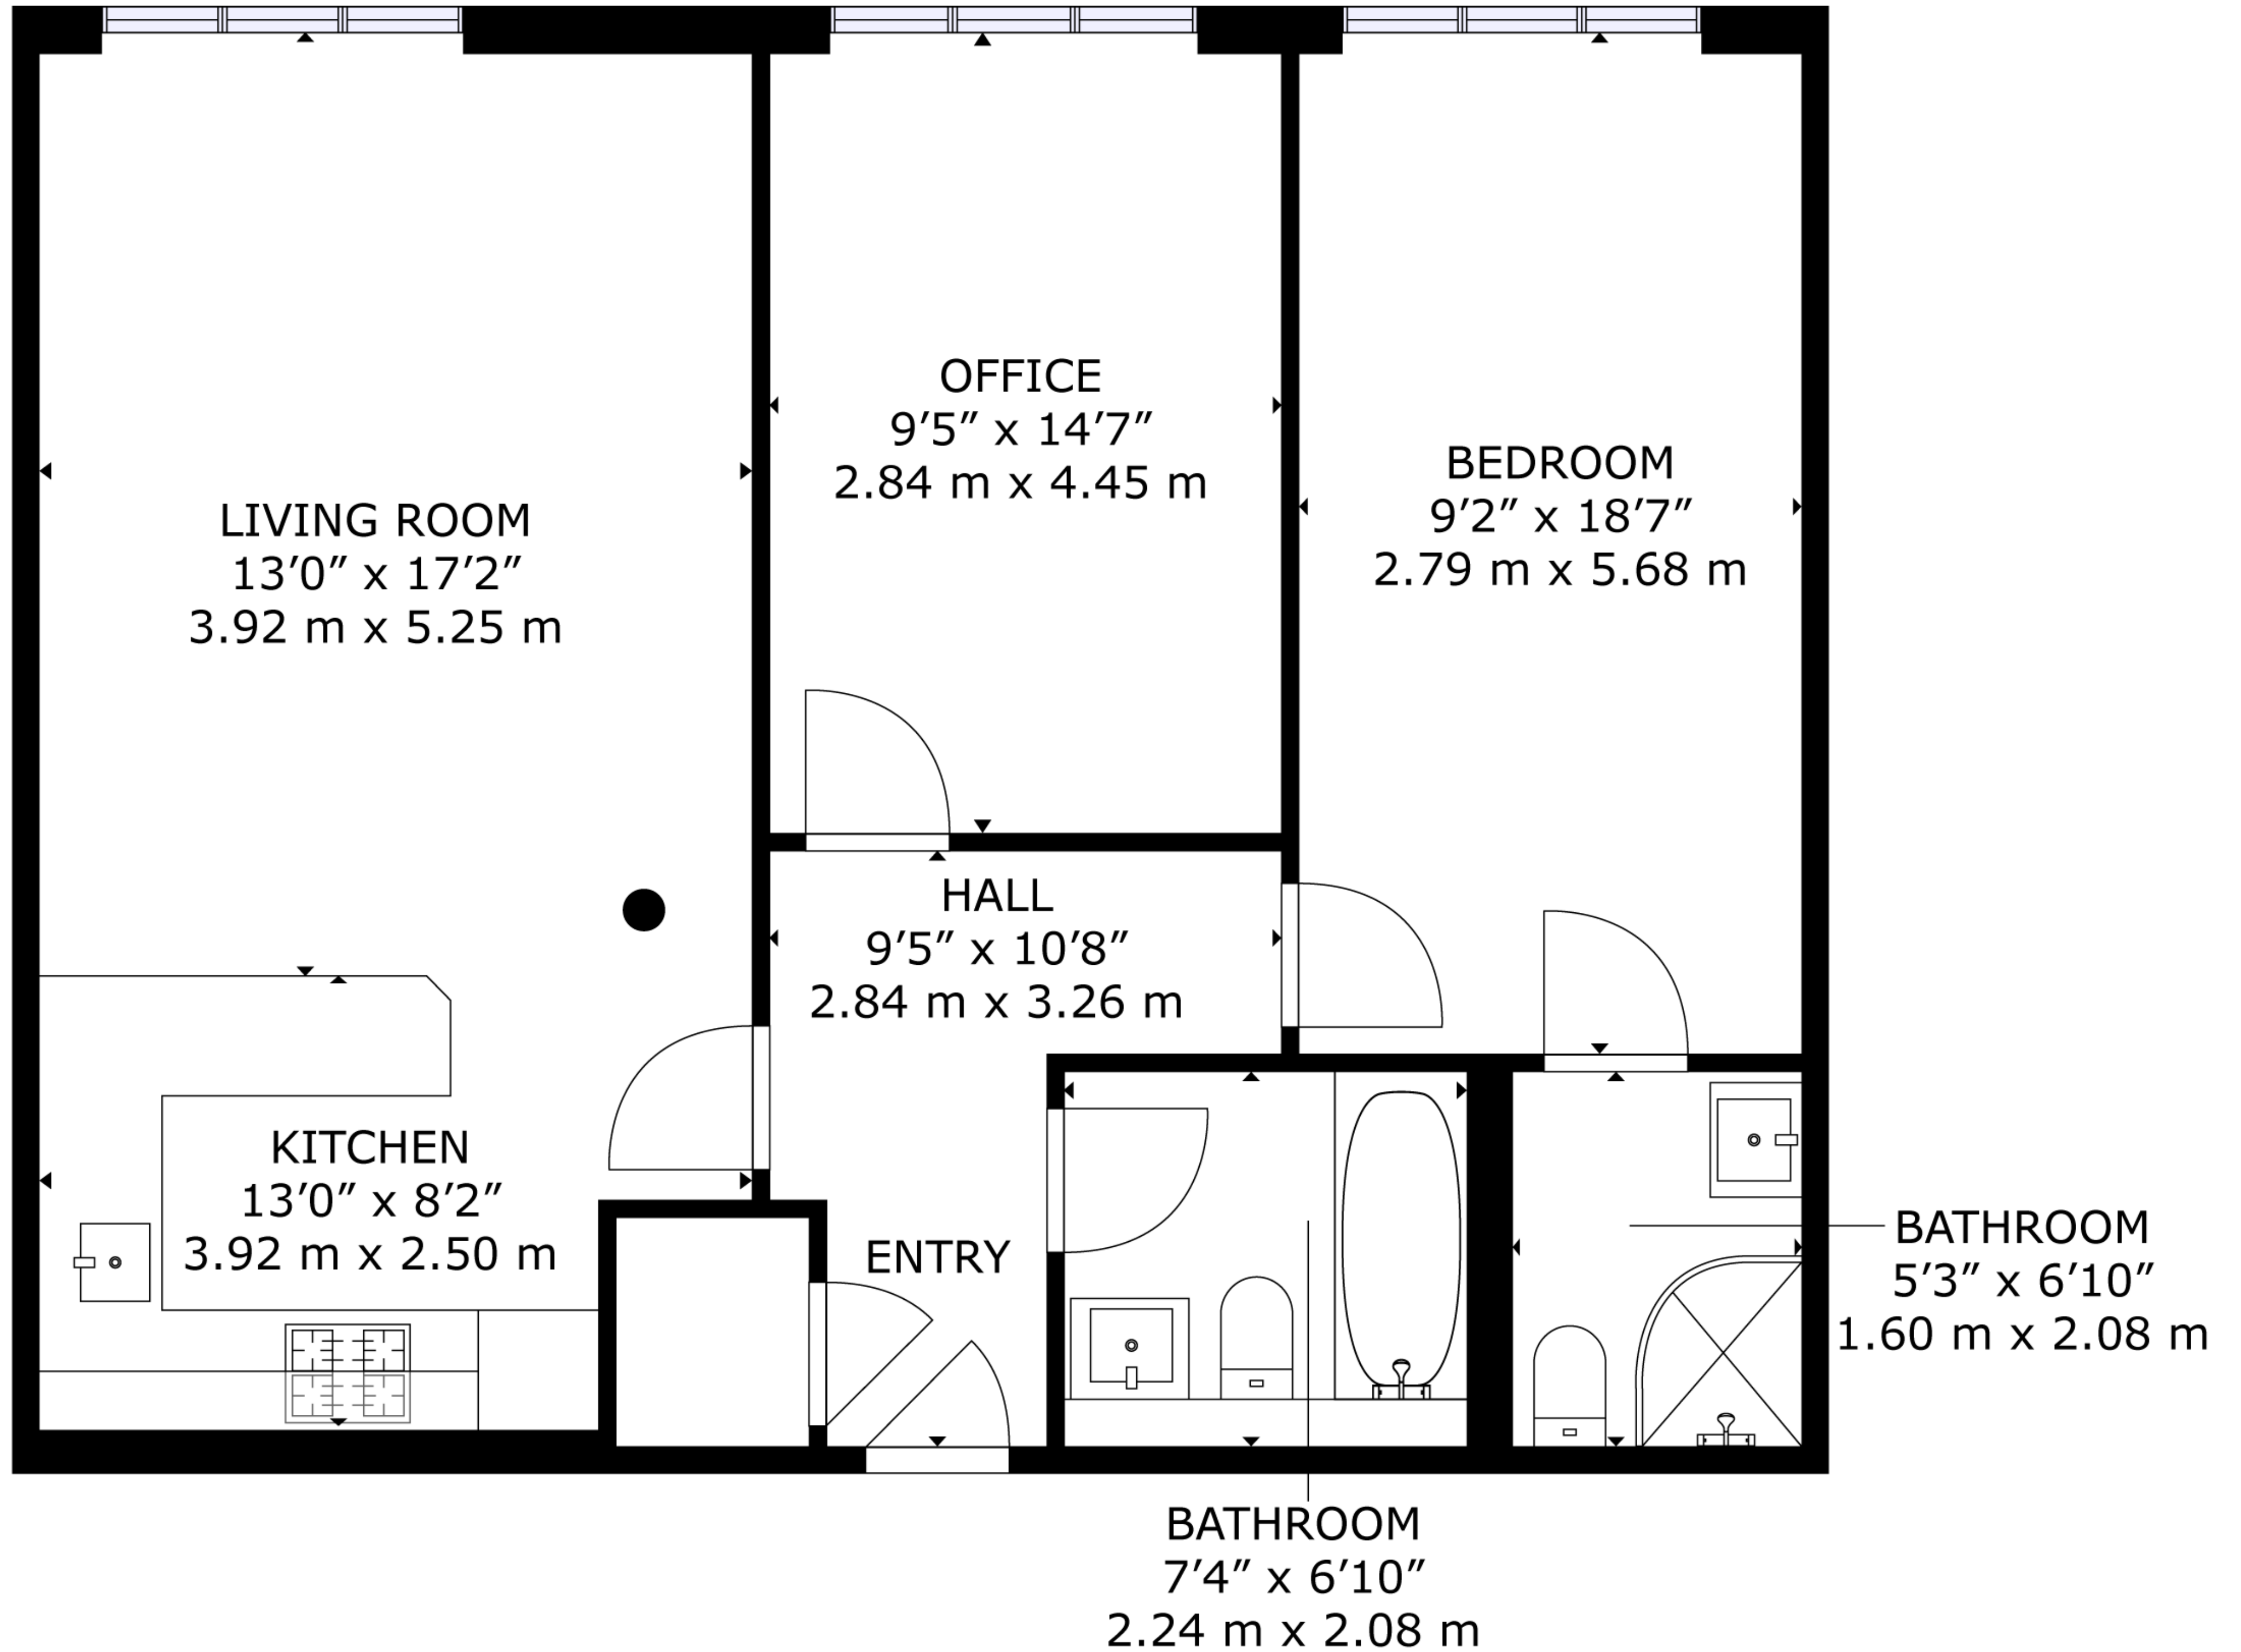 OFFICE
9’5” x 14’7”
2.84 m x 4.45 m
BEDROOM
9’2” x 18’7”
2.79 m x 5.68 m
LIVING ROOM
13’0” x 17’2”
3.92 m x 5.25 m
HALL
9’5” x 10’8”
2.84 m x 3.26 m
KITCHEN
13’0” x 8’2”
3.92 m x 2.50 m
ENTRY
BATHROOM
5’3” x 6’10”
1.60 m x 2.08 m
BATHROOM
7’4” x 6’10”
2.24 m x 2.08 m